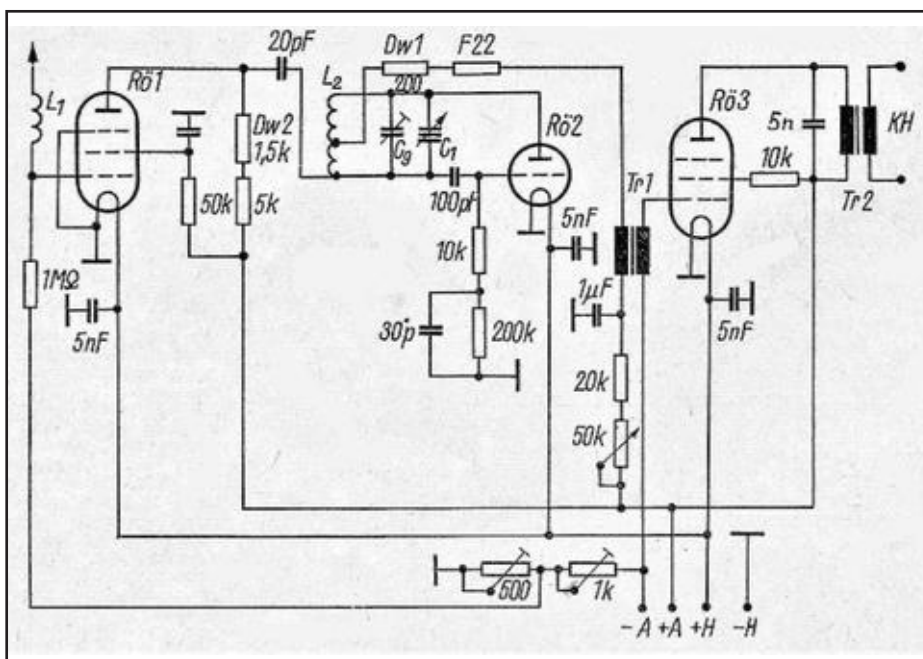 20pF
Dw1
F22
L1
Rö1
L2
200
Rö2
Rö3
Dw2
1,5k
Cg
C1
5n
KH
10k
Tr1
Tr2
50k
5k
100pF
5nF
10k
1MΩ
1µF
5nF
30p
200k
5nF
20k
50k
500
1k
-A +A +H -H